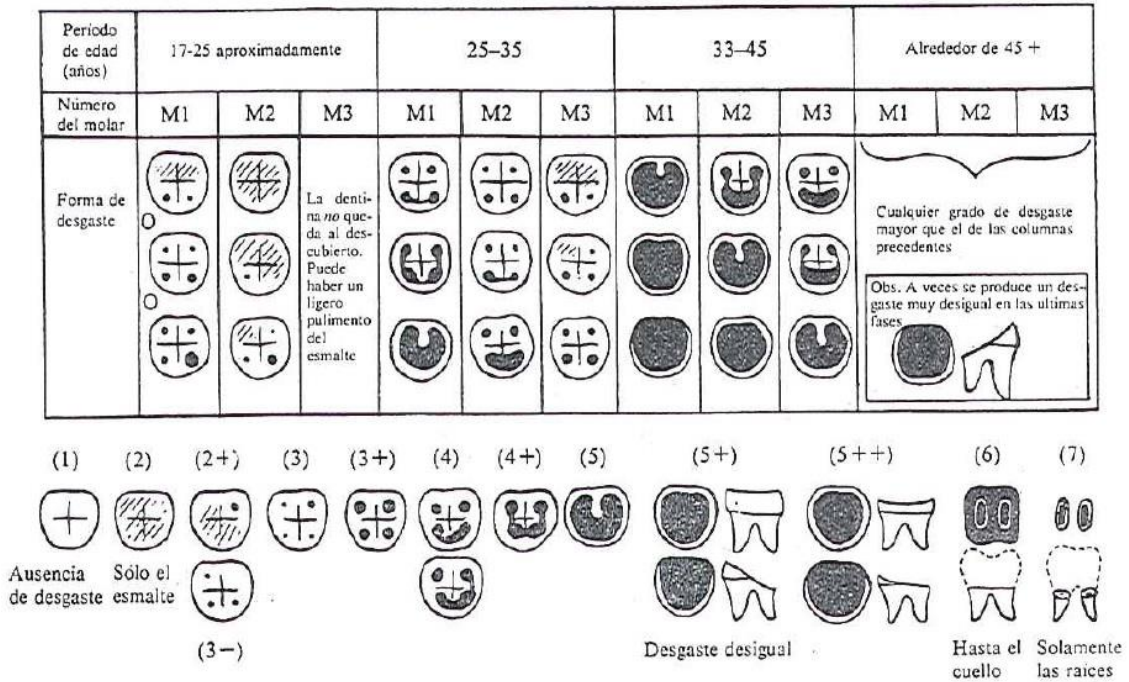 Período
de edad
(años)
17-25 aproximadamente
25–35
33–45
Alrededor de 45 +
Número
del molar
M1
M2
M3
M1
M2
M3
M1
M2
M3
M1
M2
M3
Forma de
desgaste
La denti-
na no que-
da al des-
cubierto.
Puede
haber un
ligero
pulimento
del
esmalte
Cualquier grado de desgaste
mayor que el de las columnas
precedentes
Obs. A veces se produce un des-
gaste muy desigual en las ultimas
fases
(1) (2) (2+) (3) (3+) (4) (4+) (5) (5+) (5++) (6) (7)
Ausencia
de desgaste
Sólo el
esmalte
(3−)
Desgaste desigual
Hasta el
cuello
Solamente
las raices